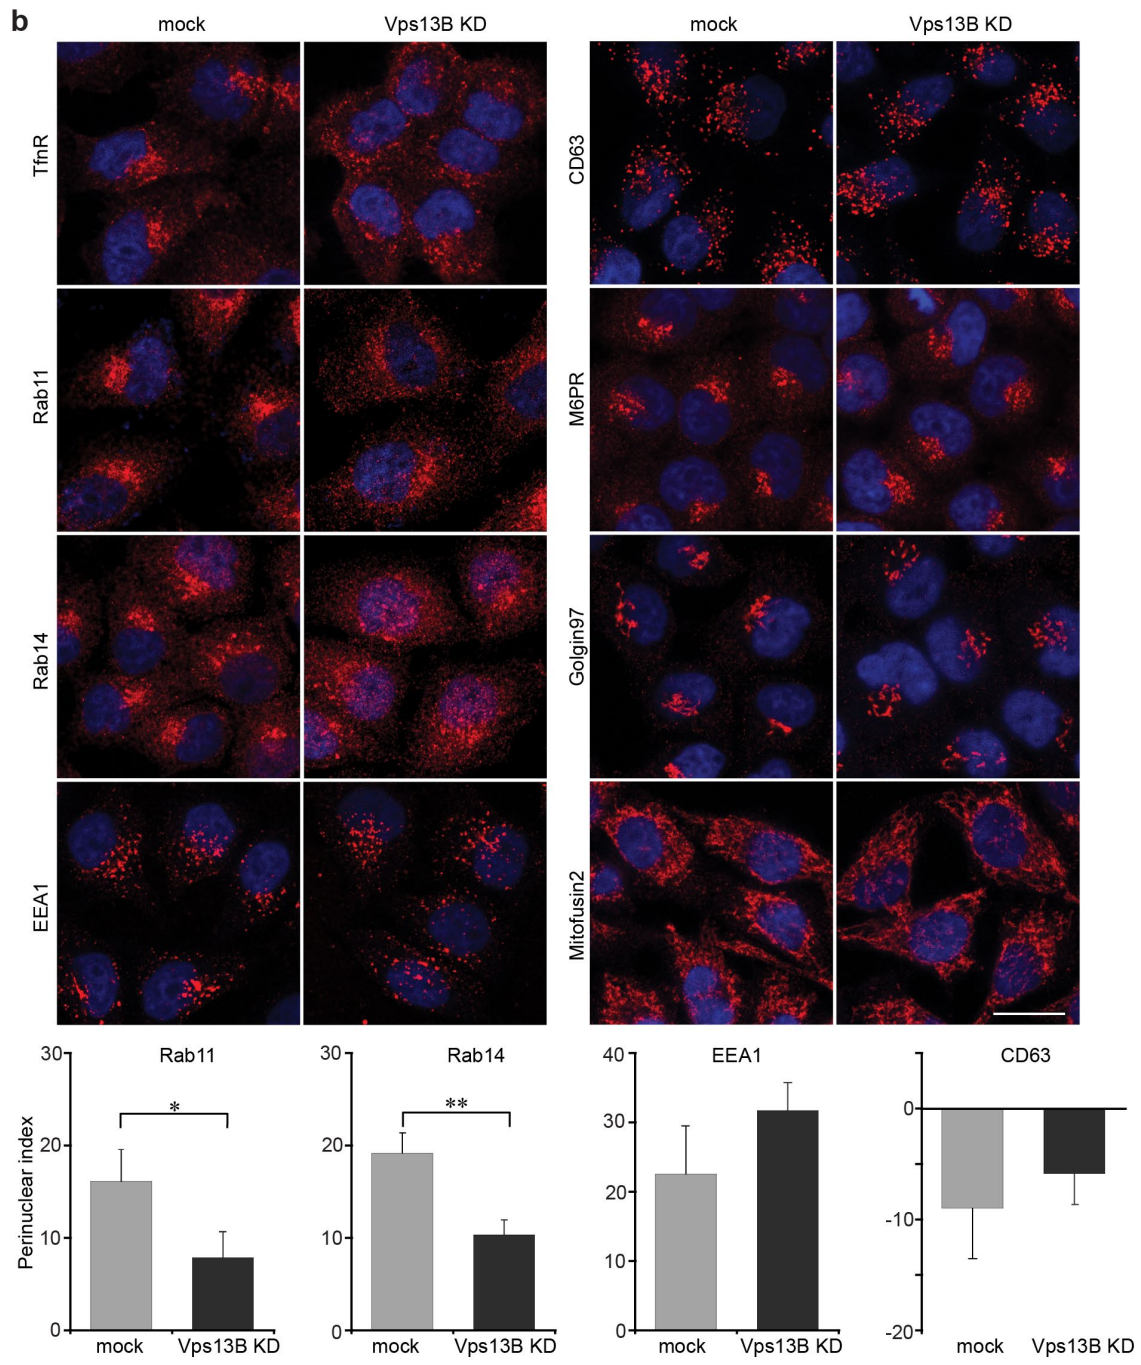 b
mock Vps13B KD mock Vps13B KD
TfnR CD63
Rab11 M6PR
Rab14 Golgin97
EEA1 Mitofusin2
Perinuclear index
Rab11
30
20
10
0
*
mock Vps13B KD
Rab14
30
20
10
0
**
mock Vps13B KD
EEA1
40
30
20
10
0
mock Vps13B KD
CD63
0
-10
-20
mock Vps13B KD